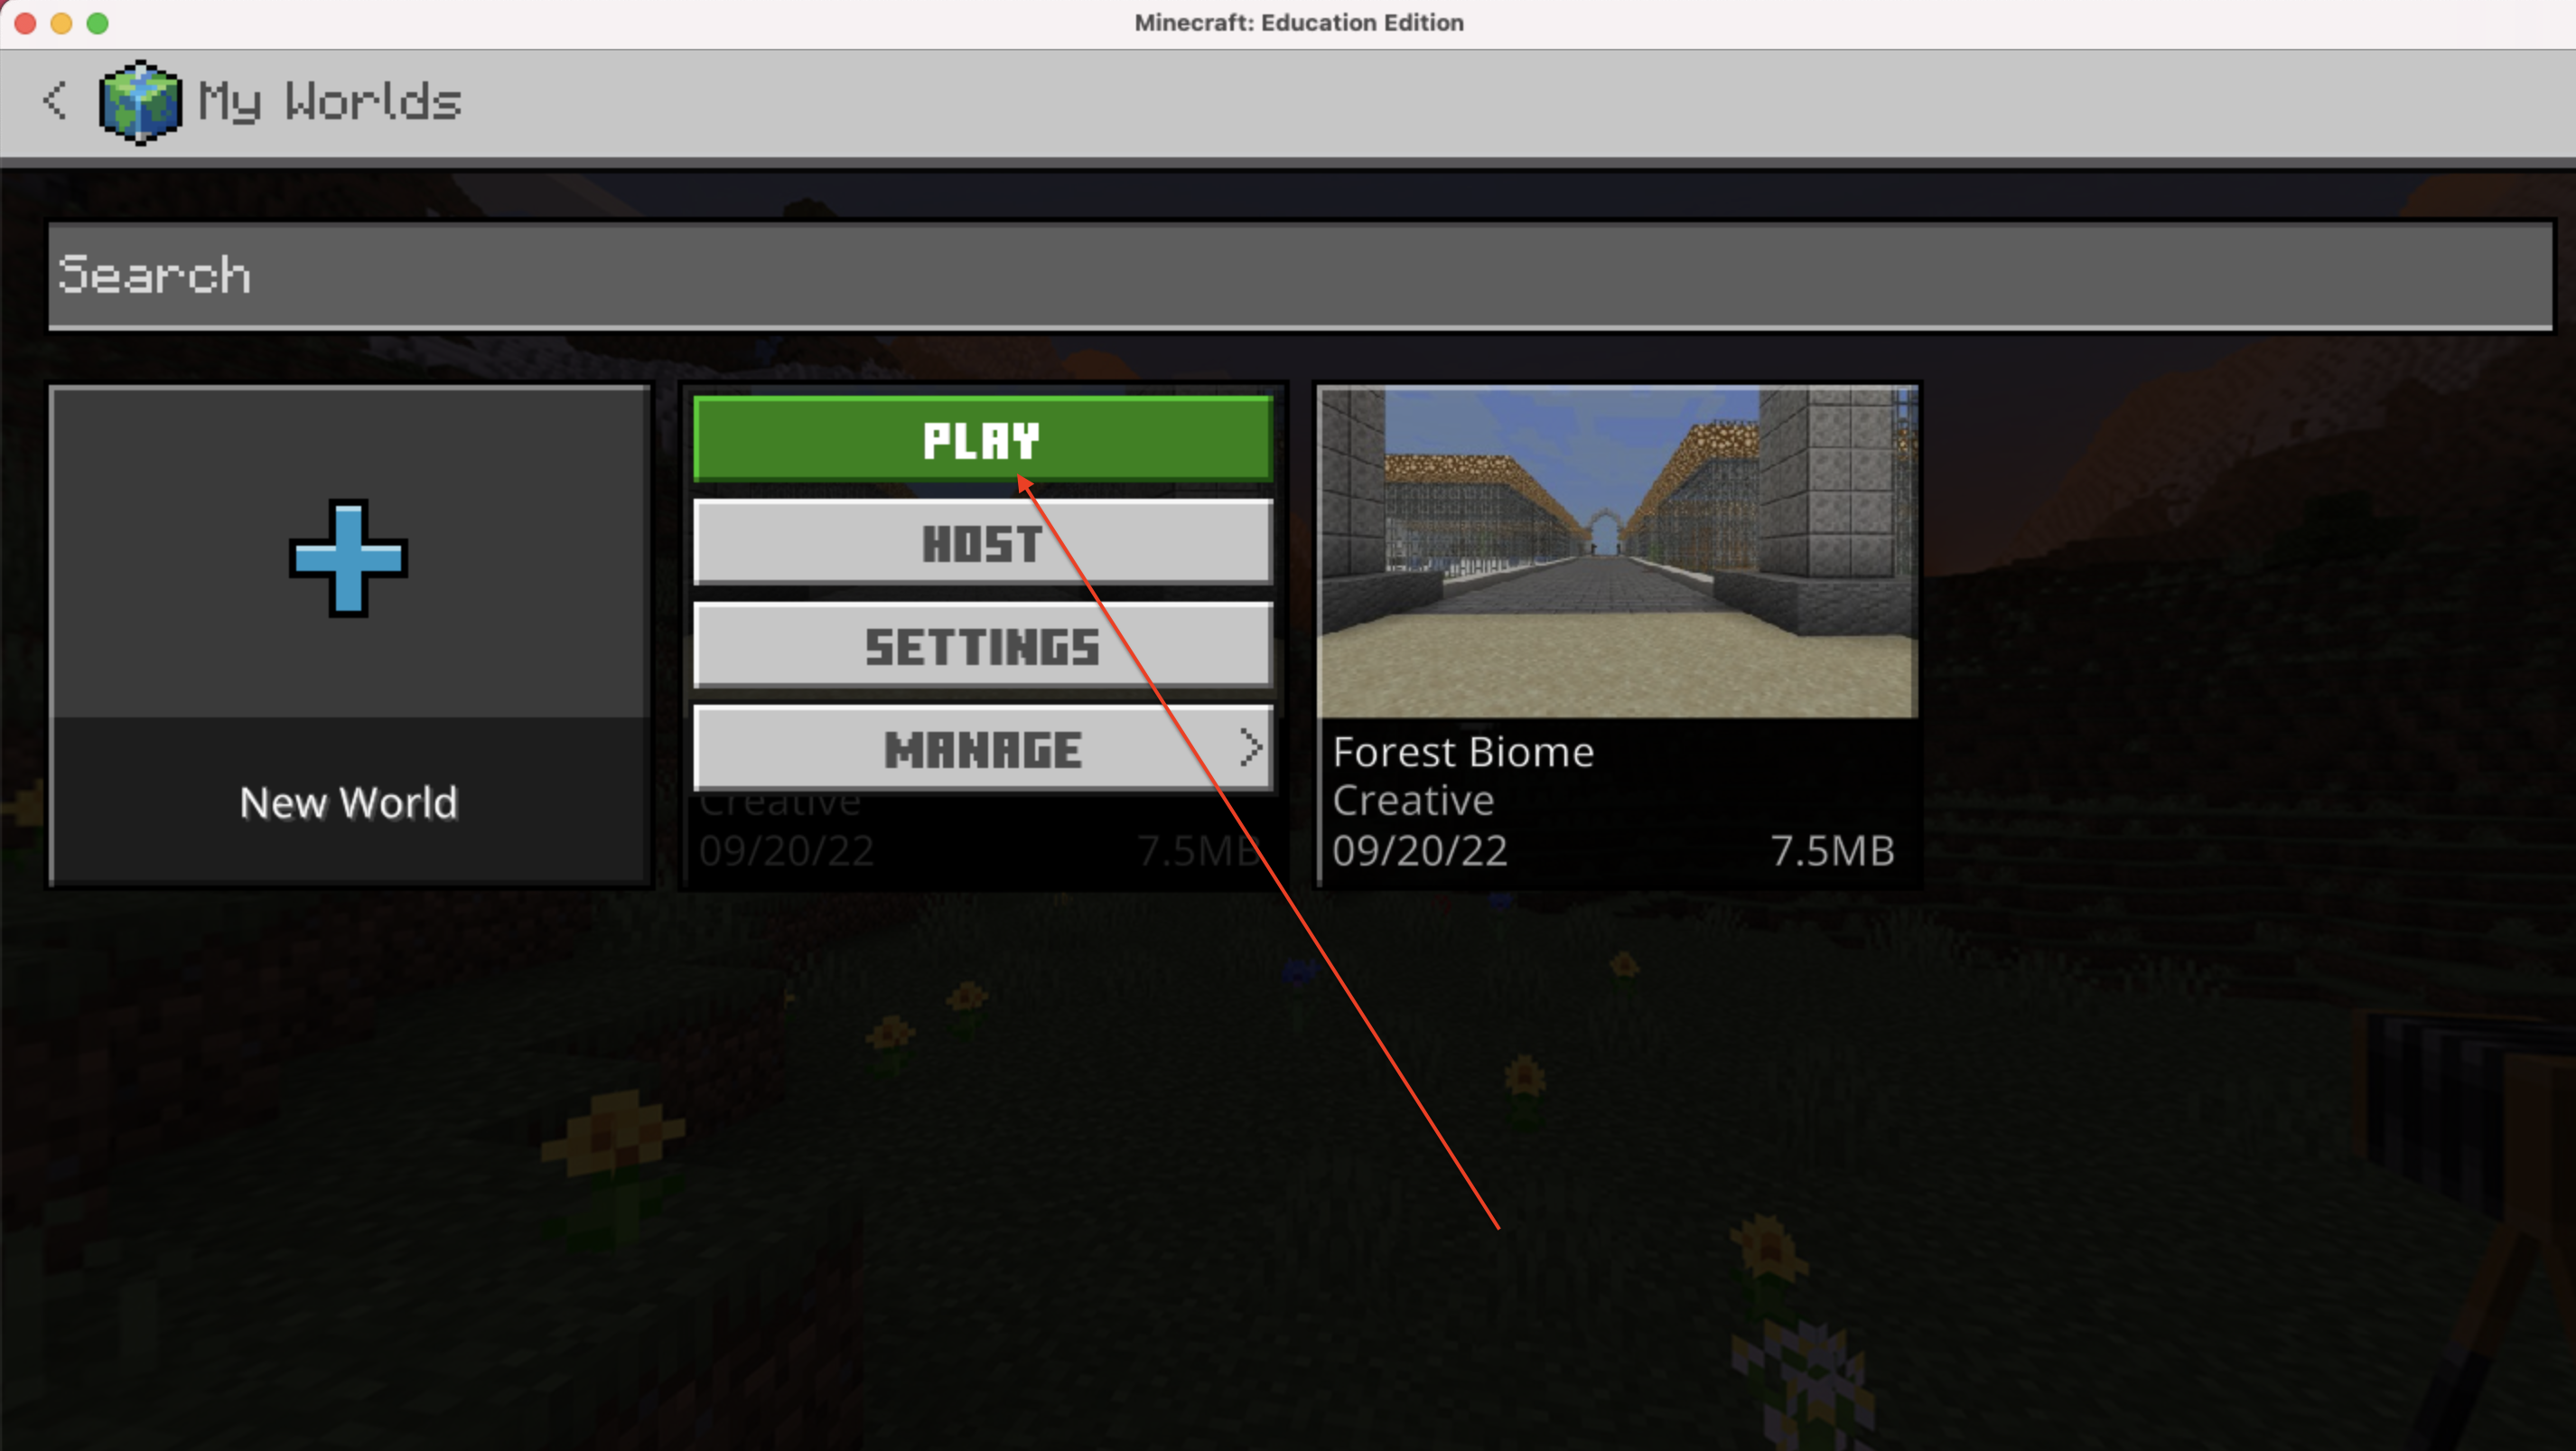 Minecraft: Education Edition
My Worlds
Search
PLAY
HOST
SETTINGS
MANAGE
Creative
09/20/22 7.5MB
New World
Forest Biome
Creative
09/20/22 7.5MB